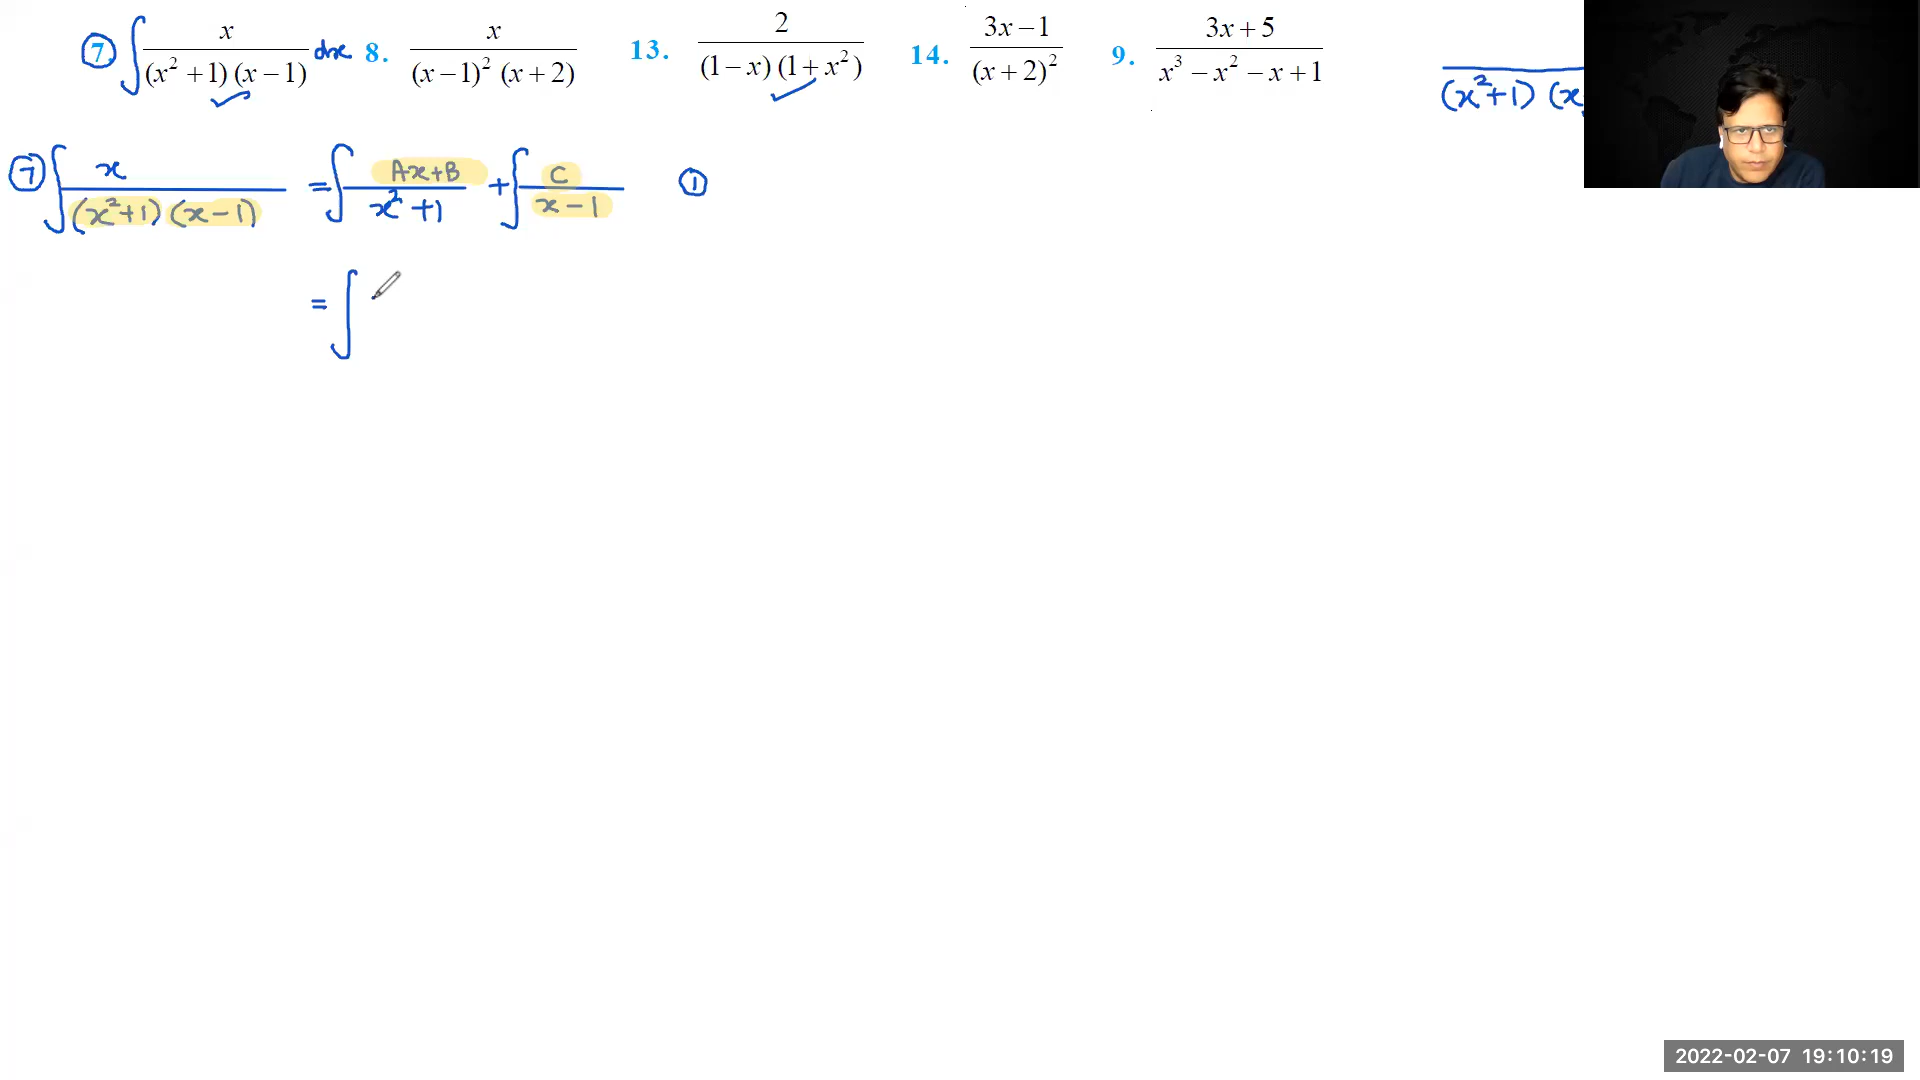 7. ∫ x / (x² + 1) (x − 1) dx 8. x / (x − 1)² (x + 2) 13. 2 / (1 − x) (1 + x²) 14. 3x − 1 / (x + 2)² 9. 3x + 5 / x³ − x² − x + 1
(x²+1) (x
7 ∫ x / (x²+1) (x−1) = ∫ Ax+B / x²+1 + ∫ C / x−1 1
= ∫
2022-02-07 19:10:19